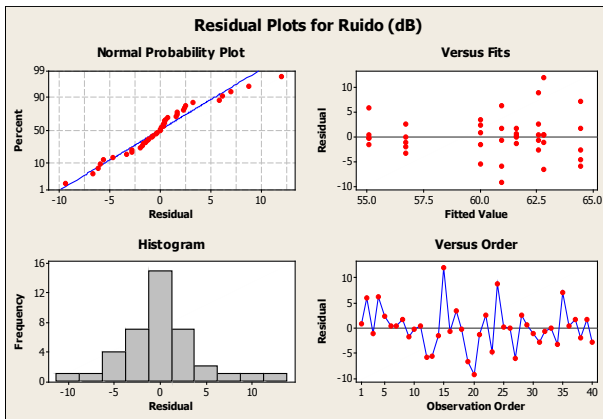 Residual Plots for Ruido (dB)
Normal Probability Plot
Percent
99
90
50
10
1
-10 -5 0 5 10
Residual
Versus Fits
Residual
10
5
0
-5
-10
55.0 57.5 60.0 62.5 65.0
Fitted Value
Histogram
Frequency
16
12
8
4
0
-10 -5 0 5 10
Residual
Versus Order
Residual
10
5
0
-5
-10
1 5 10 15 20 25 30 35 40
Observation Order